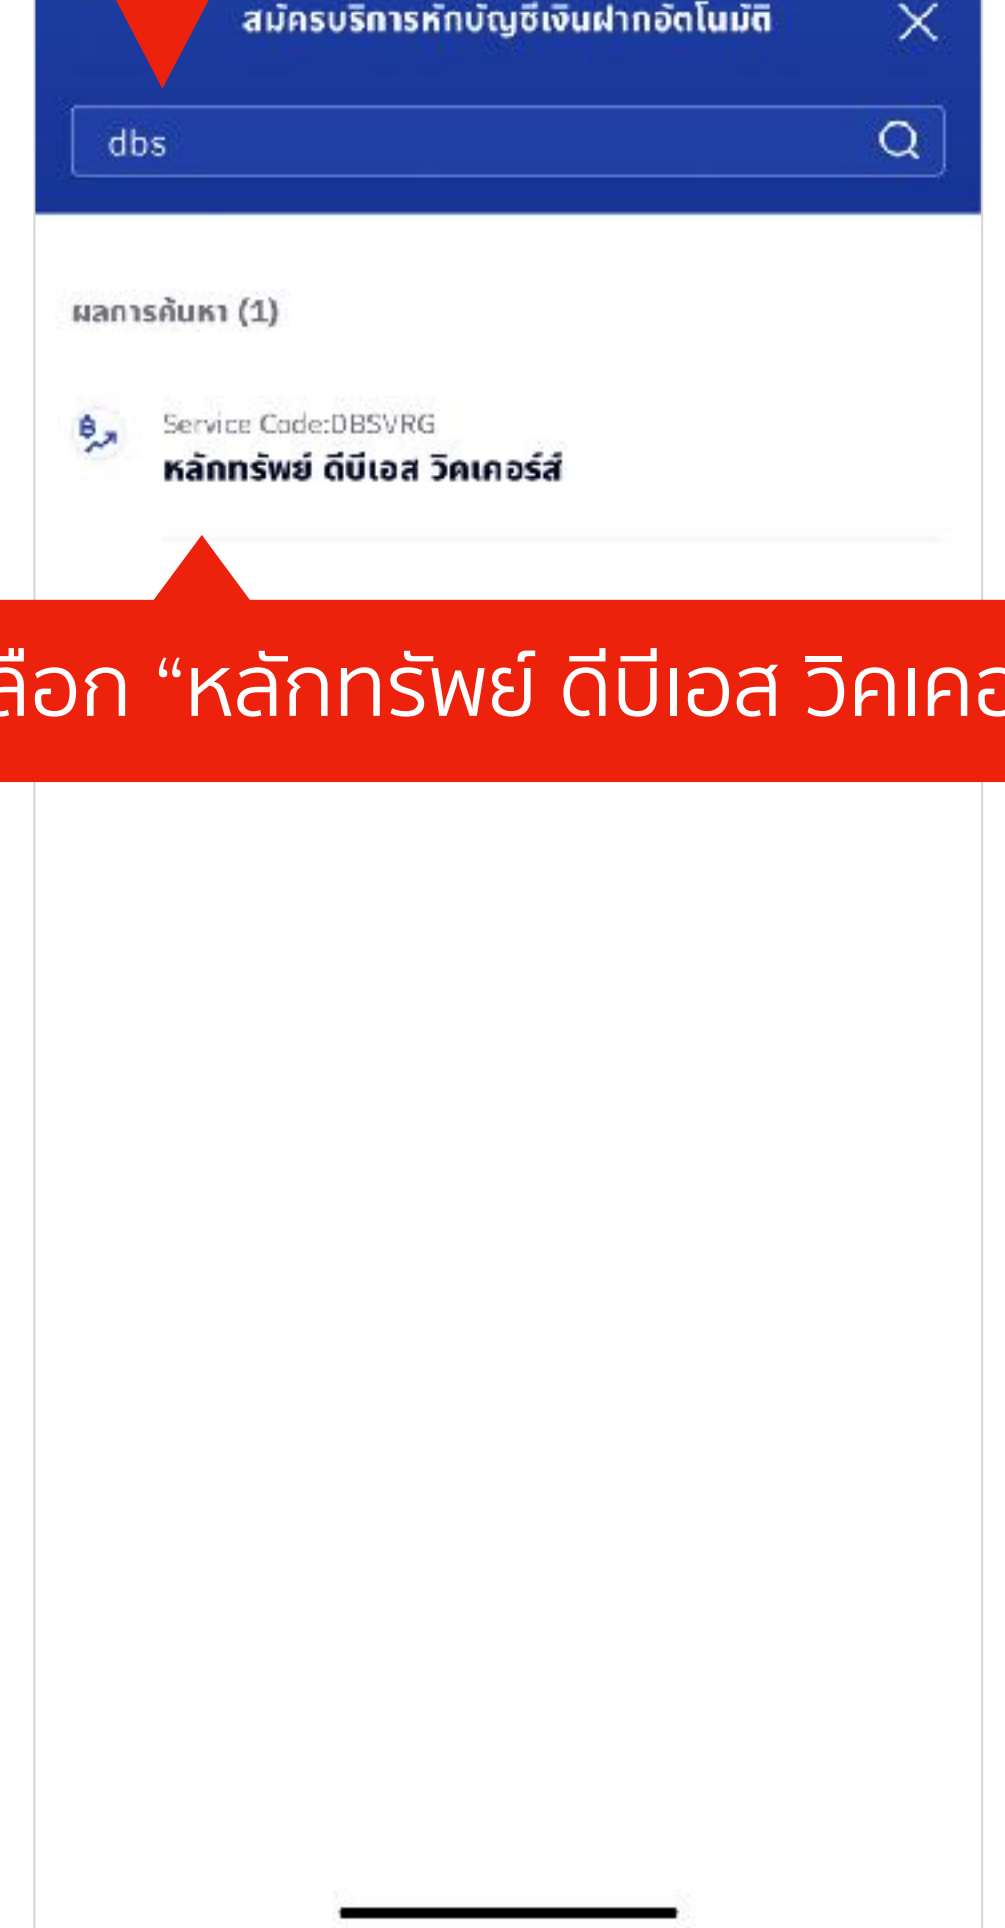 สมัครบริการหักบัญชีเงินฝากอัตโนมัติ
dbs
ผลการค้นหา (1)
Service Code:DBSVRG
หลักทรัพย์ ดีบีเอส วิคเคอร์ส์
ลือก “หลักทรัพย์ ดีบีเอส วิคเคอ